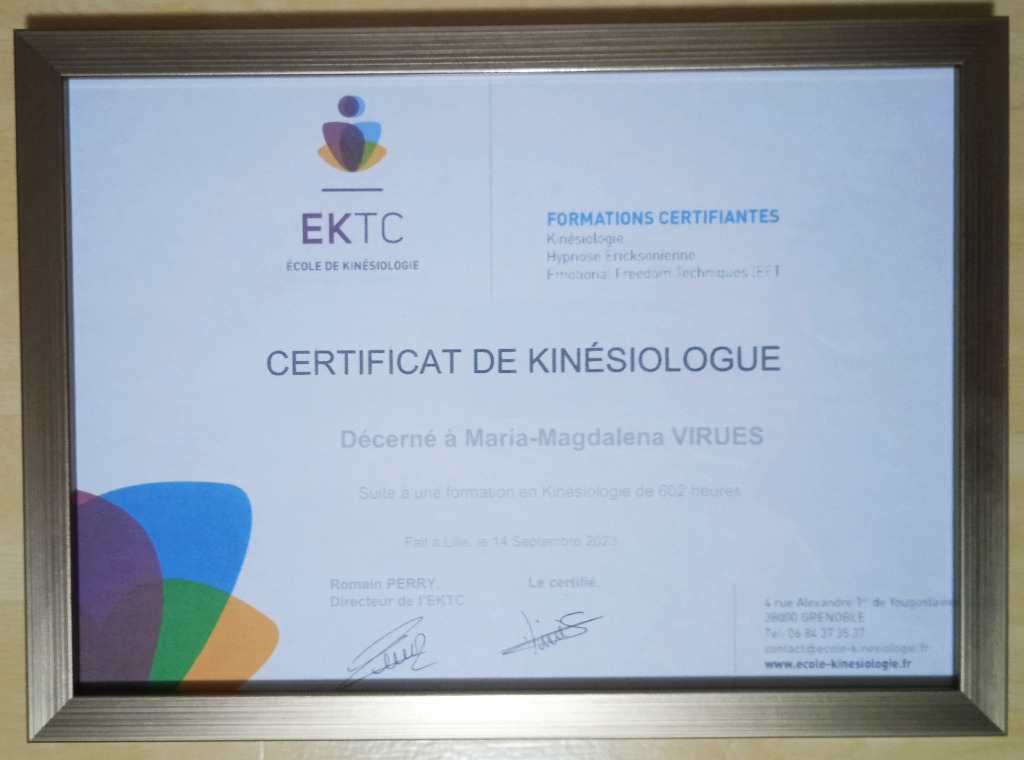 EKTC
ÉCOLE DE KINÉSIOLOGIE
FORMATIONS CERTIFIANTES
Kinésiologie
Hypnose Ericksonienne
Emotional Freedom Techniques (EFT
CERTIFICAT DE KINÉSIOLOGUE
Décerné à Maria-Magdalena VIRUES
Suite à une formation en Kinésiologie de 602 heures
Fait à Lille, le 14 Septembre 2023
Romain PERRY,
Directeur de l'EKTC
Le certifié,
4 rue Alexandre 1er de Yougoslavie
38000 GRENOBLE
Tel: 06 84 37 35 37
contact@ecole-kinesiologie.fr
www.ecole-kinesiologie.fr